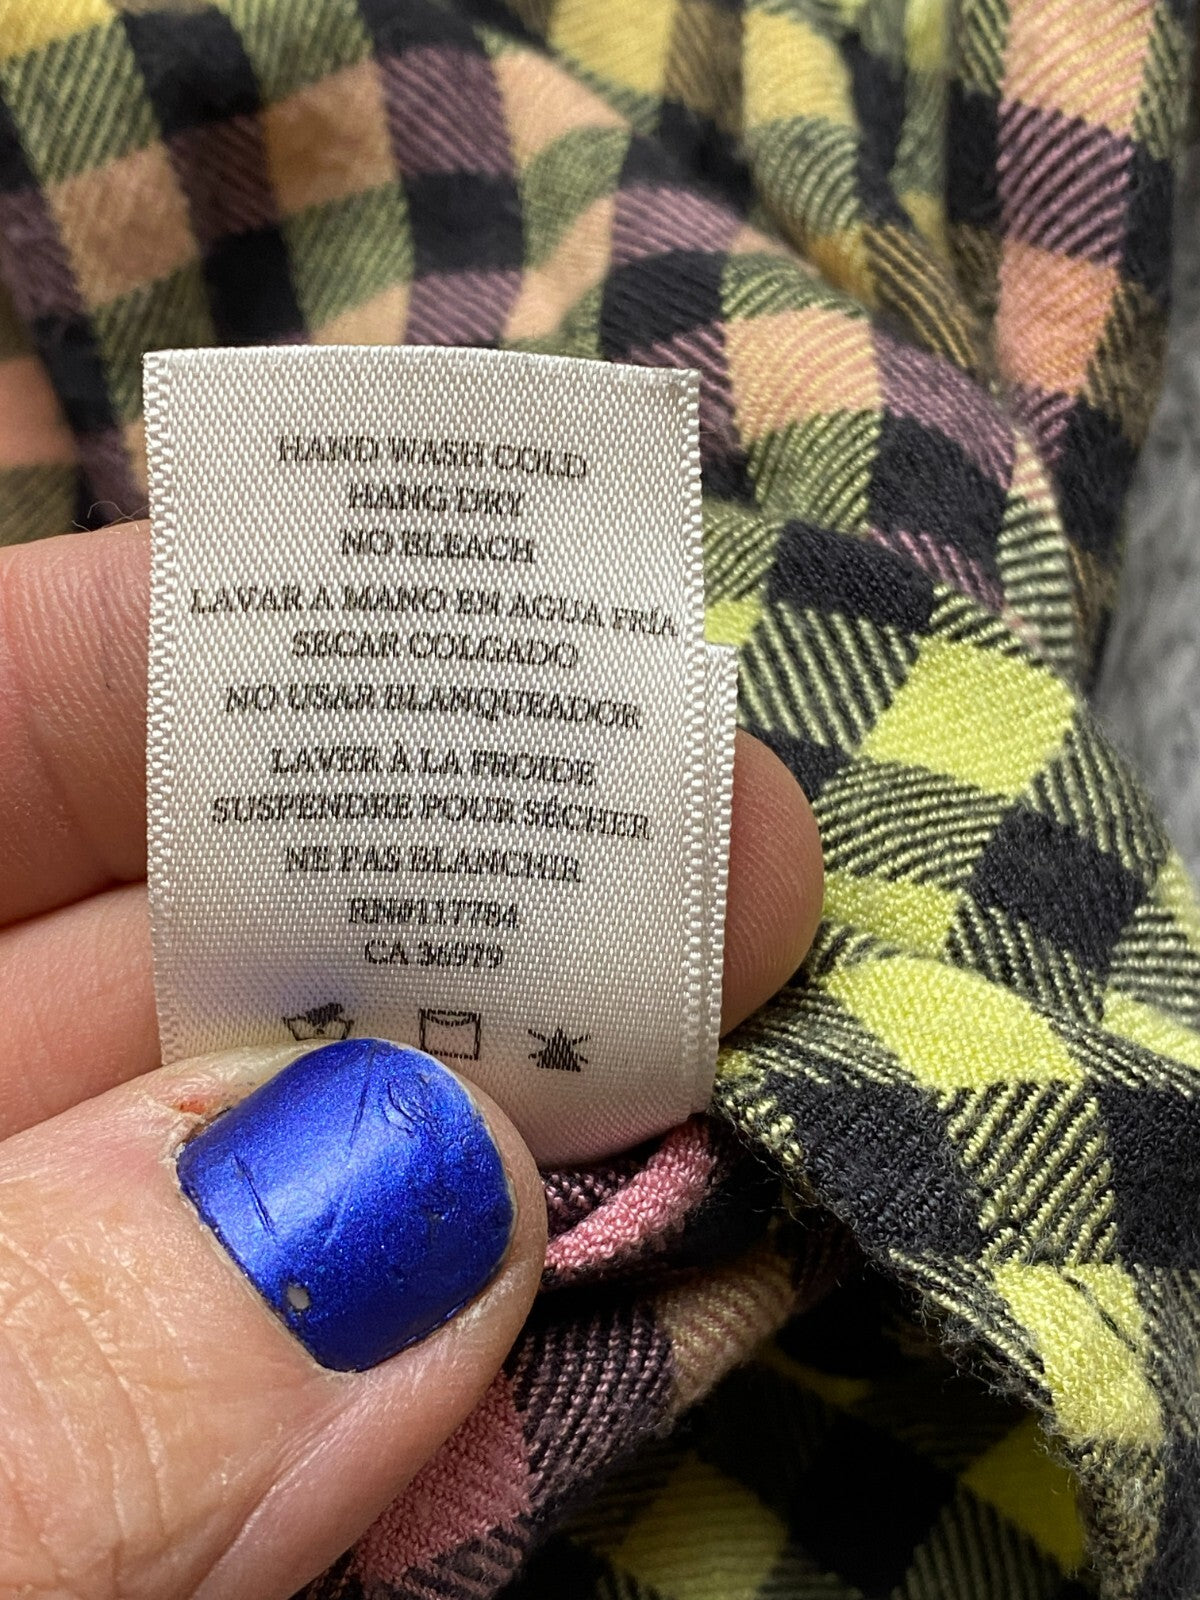 HAND WASH COLD
HANG DRY
NO BLEACH
LAVAR A MANO EN AGUA FRÍA
SECAR COLGADO
NO USAR BLANQUEADOR
LAVER À LA FROIDE
SUSPENDRE POUR SÉCHER
NE PAS BLANCHIR
RN#117784
CA 36979